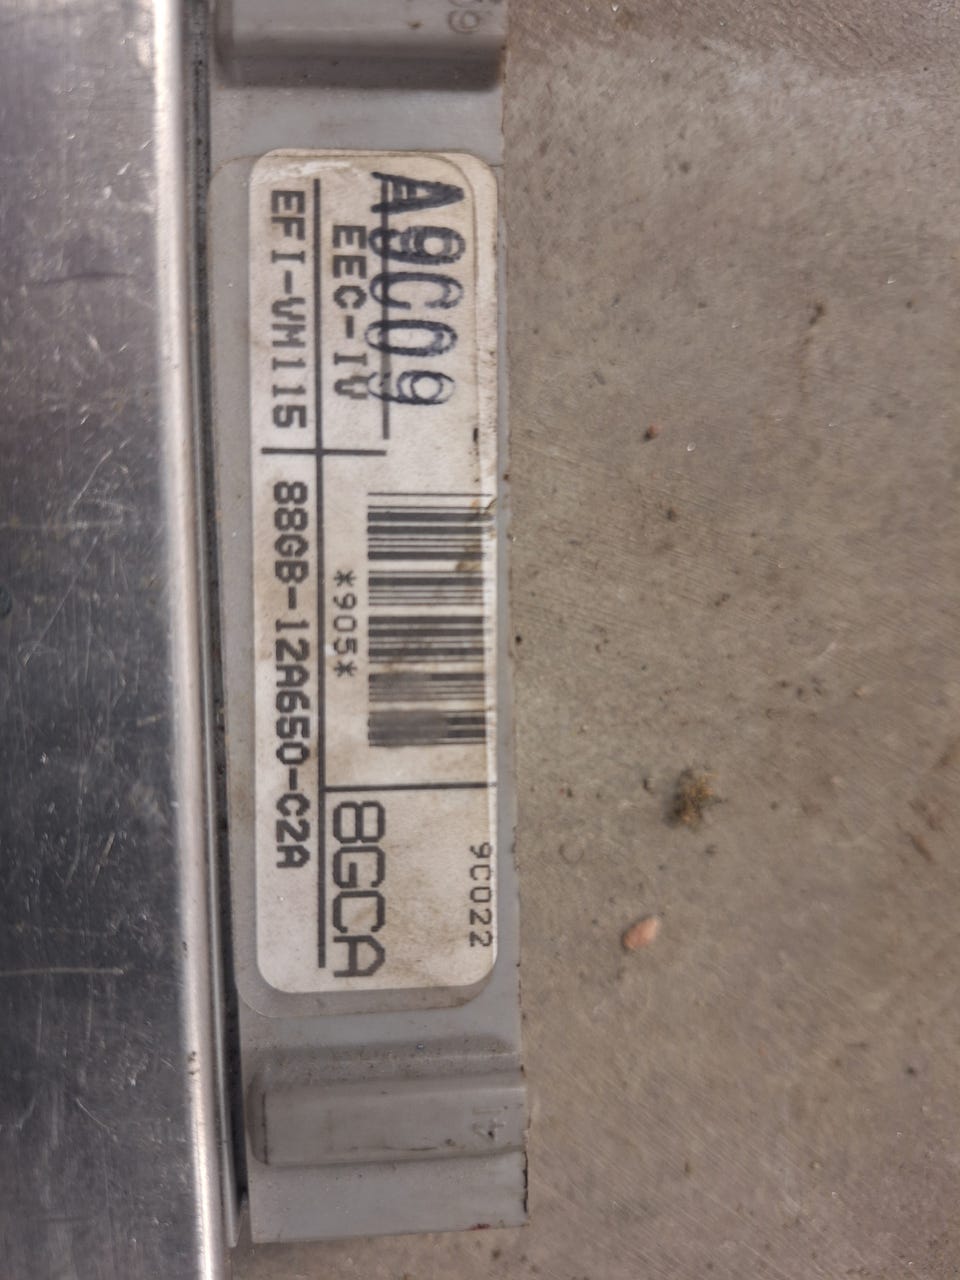 A9C09
9C022
EEC-IV
*905*
8GCA
EFI-VM115
88GB-12A650-C2A